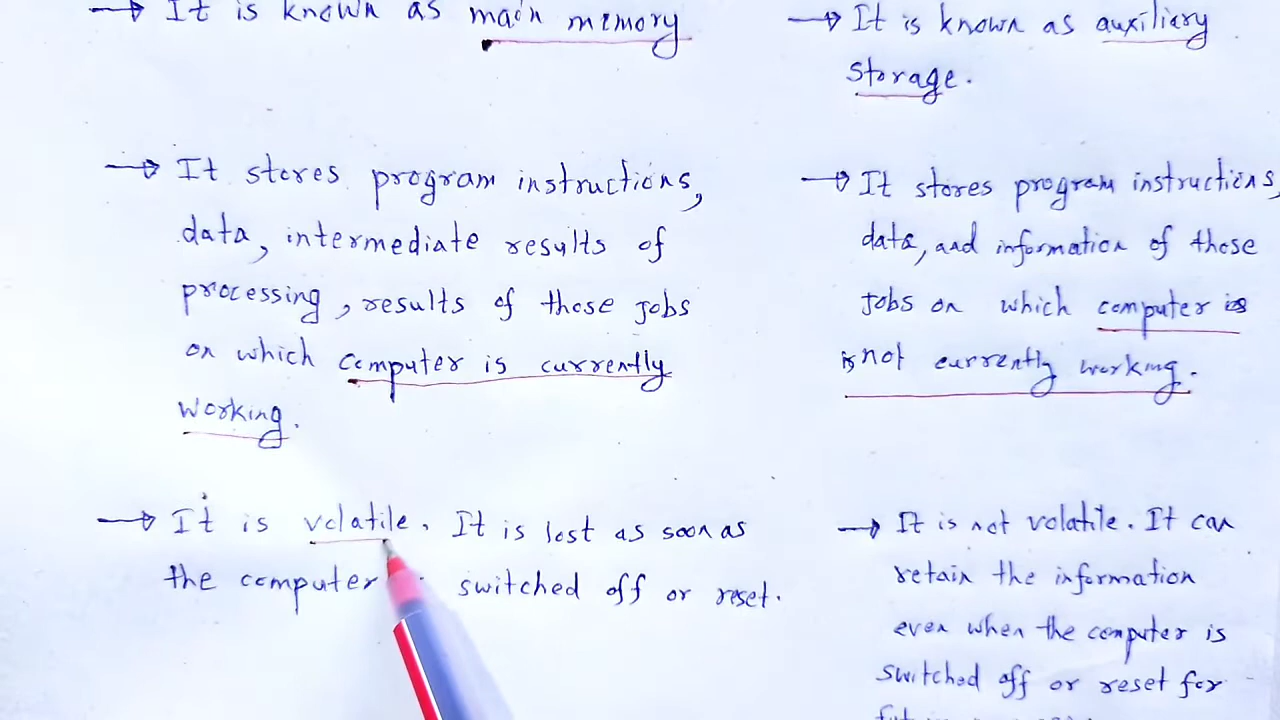 It is known as main memory
It stores program instructions,
data, intermediate results of
processing, results of those jobs
on which computer is currently
working.
It is volatile. It is lost as soon as
the computer switched off or reset.
It is known as auxiliary
storage.
It stores program instructions,
data, and information of those
jobs on which computer is
is not currently working.
It is not volatile. It can
retain the information
even when the computer is
switched off or reset for